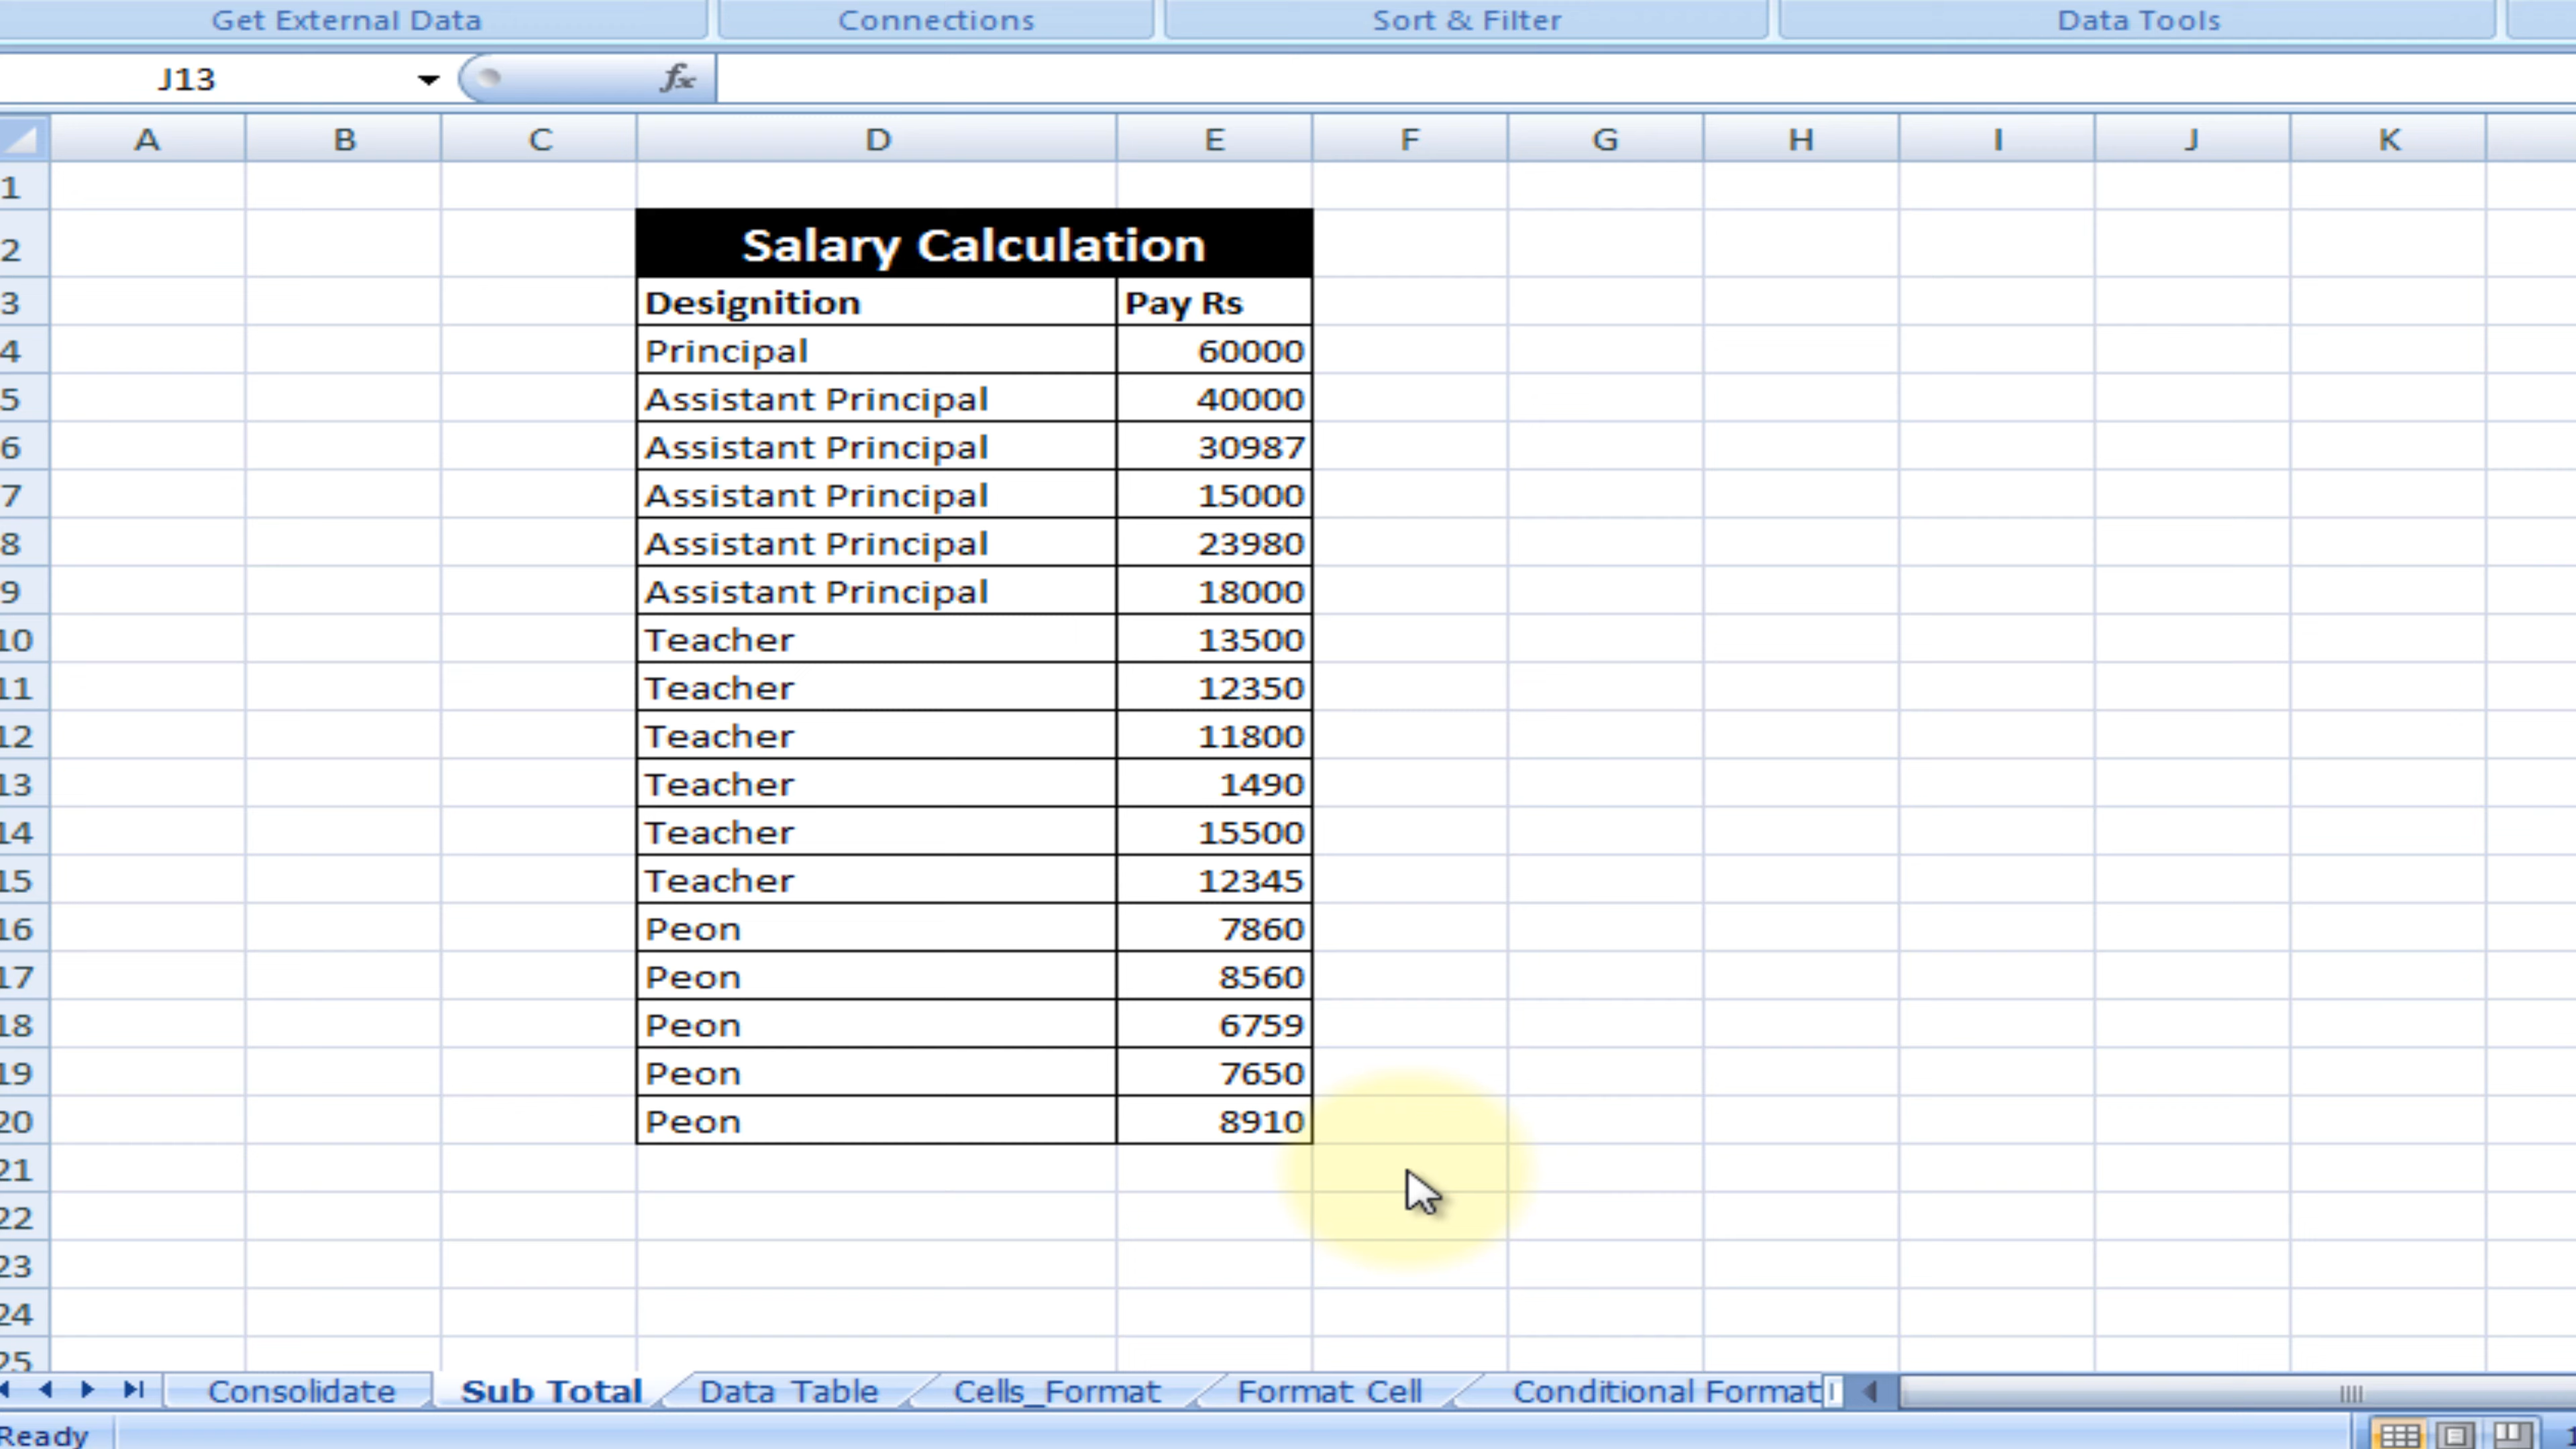 Get External Data Connections Sort & Filter Data Tools
J13 fx
A B C D E F G H I J K
1
2 Salary Calculation
3 Designition Pay Rs
4 Principal 60000
5 Assistant Principal 40000
6 Assistant Principal 30987
7 Assistant Principal 15000
8 Assistant Principal 23980
9 Assistant Principal 18000
10 Teacher 13500
11 Teacher 12350
12 Teacher 11800
13 Teacher 1490
14 Teacher 15500
15 Teacher 12345
16 Peon 7860
17 Peon 8560
18 Peon 6759
19 Peon 7650
20 Peon 8910
21
22
23
24
25
Consolidate Sub Total Data Table Cells_Format Format Cell Conditional Format
Ready